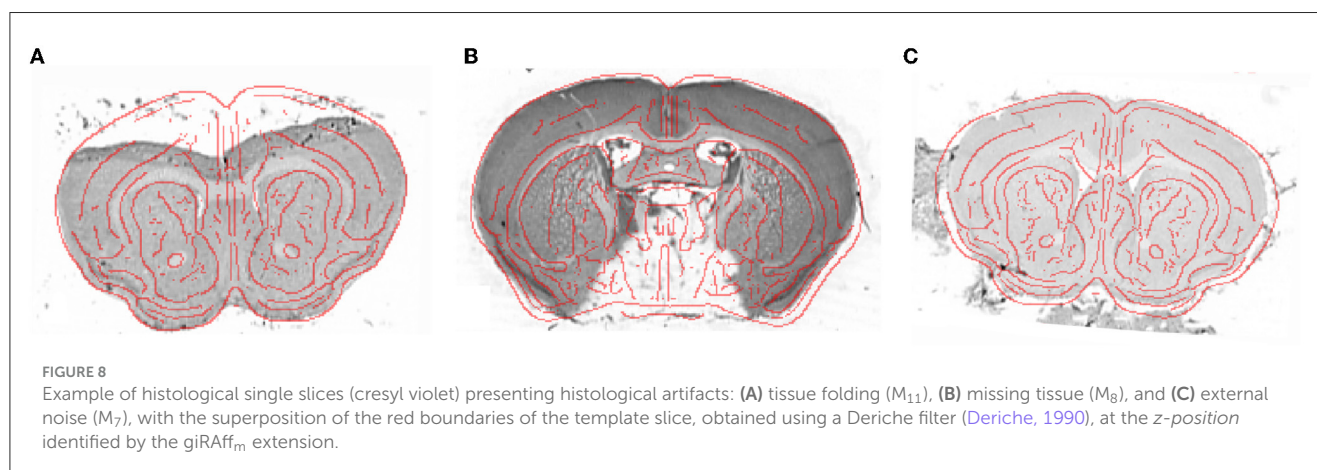 A
B
C
FIGURE 8
Example of histological single slices (cresyl violet) presenting histological artifacts: (A) tissue folding (M₁₁), (B) missing tissue (M₈), and (C) external
noise (M₇), with the superposition of the red boundaries of the template slice, obtained using a Deriche filter (Deriche, 1990), at the z-position
identified by the giRAffₘ extension.